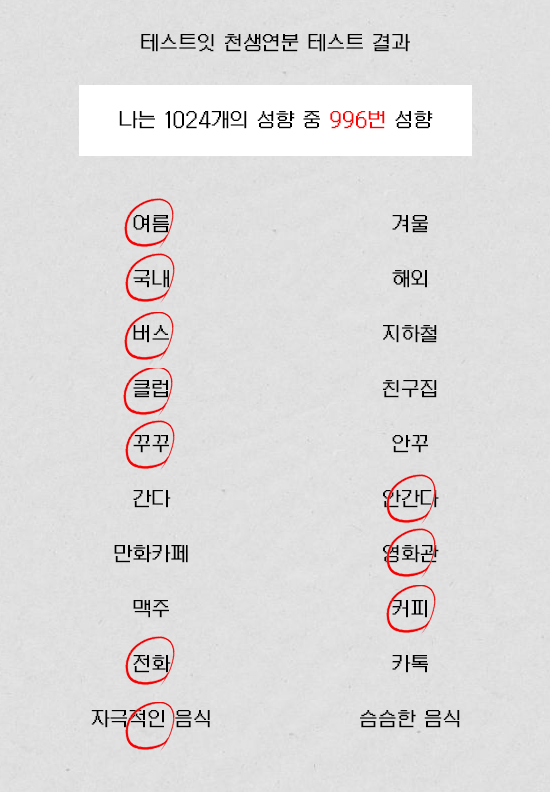 테스트잇 천생연분 테스트 결과
나는 1024개의 성향 중 996번 성향
여름 겨울
국내 해외
버스 지하철
클럽 친구집
꾸꾸 안꾸
간다 안간다
만화카페 영화관
맥주 커피
전화 카톡
자극적인 음식 슴슴한 음식